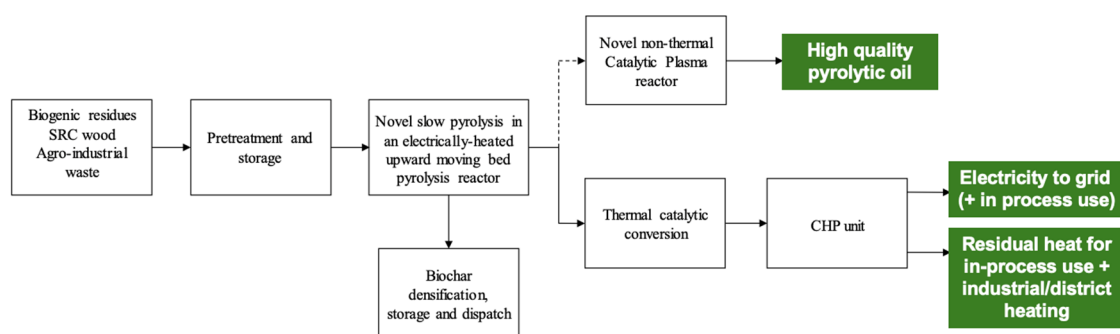 Biogenic residues
SRC wood
Agro-industrial
waste
Pretreatment and
storage
Novel slow pyrolysis in
an electrically-heated
upward moving bed
pyrolysis reactor
Biochar
densification,
storage and dispatch
Novel non-thermal
Catalytic Plasma
reactor
High quality
pyrolytic oil
Thermal catalytic
conversion
CHP unit
Electricity to grid
(+ in process use)
Residual heat for
in-process use +
industrial/district
heating